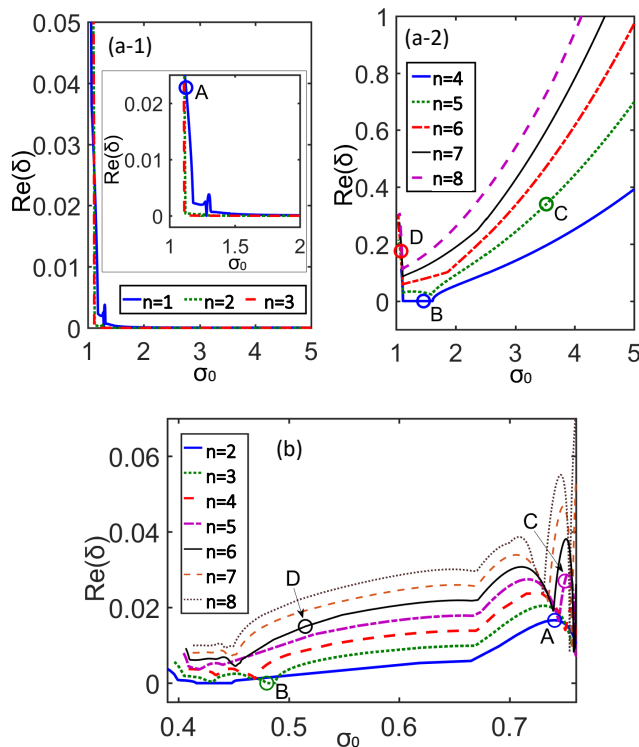 (a-1)
0.05
0.04
0.03
0.02
0.01
0
Re(δ)
1 2 3 4 5
σ₀
A
0.02
0.01
0
Re(δ)
1 1.5 2
σ₀
n=1 n=2 n=3
(a-2)
1
0.8
0.6
0.4
0.2
0
Re(δ)
n=4
n=5
n=6
n=7
n=8
D
C
B
1 2 3 4 5
σ₀
(b)
0.06
0.04
0.02
0
Re(δ)
n=2
n=3
n=4
n=5
n=6
n=7
n=8
C
D
A
B
0.4 0.5 0.6 0.7
σ₀